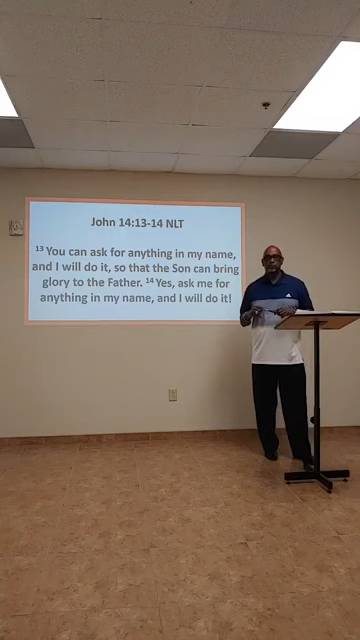 John 14:13-14 NLT
13 You can ask for anything in my name,
and I will do it, so that the Son can bring
glory to the Father. 14 Yes, ask me for
anything in my name, and I will do it!